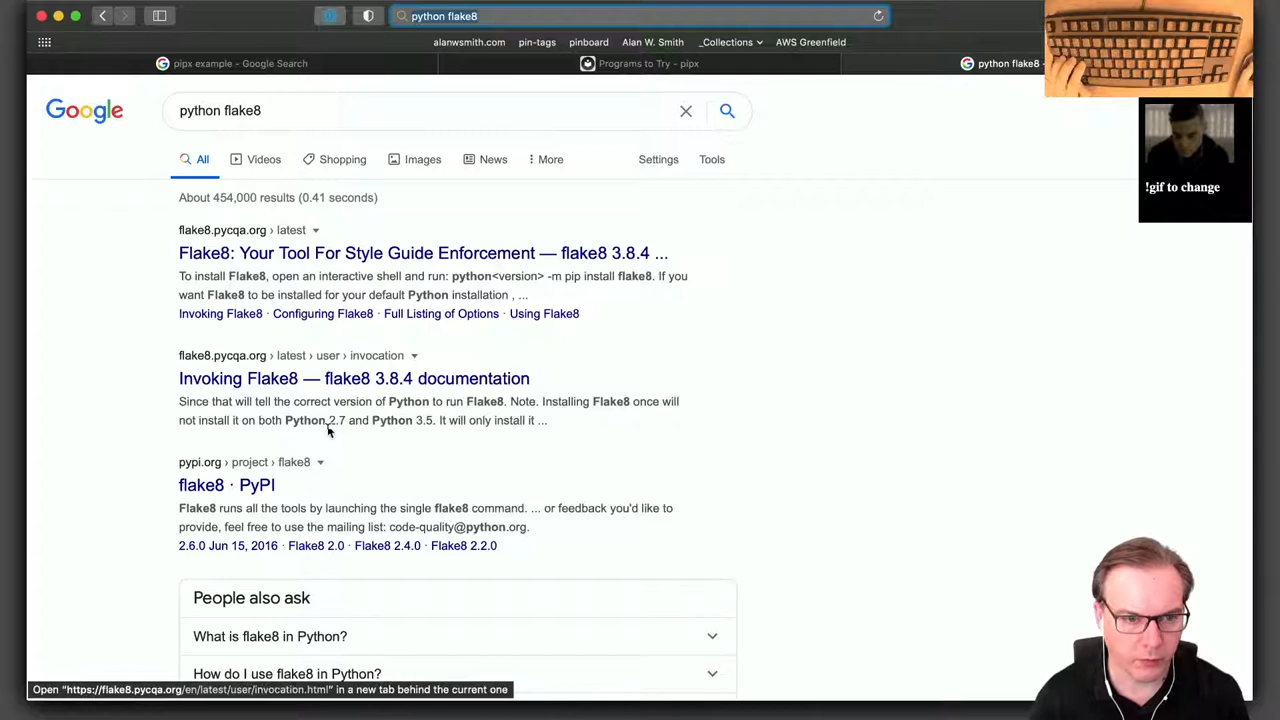 python flake8
alanwsmith.com pin-tags pinboard Alan W. Smith _Collections AWS Greenfield
pipx example - Google Search Programs to Try - pipx python flake8 -
Google python flake8
All Videos Shopping Images News More Settings Tools
About 454,000 results (0.41 seconds)
flake8.pycqa.org › latest
Flake8: Your Tool For Style Guide Enforcement — flake8 3.8.4 ...
To install Flake8, open an interactive shell and run: python<version> -m pip install flake8. If you
want Flake8 to be installed for your default Python installation , ...
Invoking Flake8 · Configuring Flake8 · Full Listing of Options · Using Flake8
flake8.pycqa.org › latest › user › invocation
Invoking Flake8 — flake8 3.8.4 documentation
Since that will tell the correct version of Python to run Flake8. Note. Installing Flake8 once will
not install it on both Python 2.7 and Python 3.5. It will only install it ...
pypi.org › project › flake8
flake8 · PyPI
Flake8 runs all the tools by launching the single flake8 command. ... or feedback you'd like to
provide, feel free to use the mailing list: code-quality@python.org.
2.6.0 Jun 15, 2016 · Flake8 2.0 · Flake8 2.4.0 · Flake8 2.2.0
People also ask
What is flake8 in Python?
How do I use flake8 in Python?
Open "https://flake8.pycqa.org/en/latest/user/invocation.html" in a new tab behind the current one
!gif to change